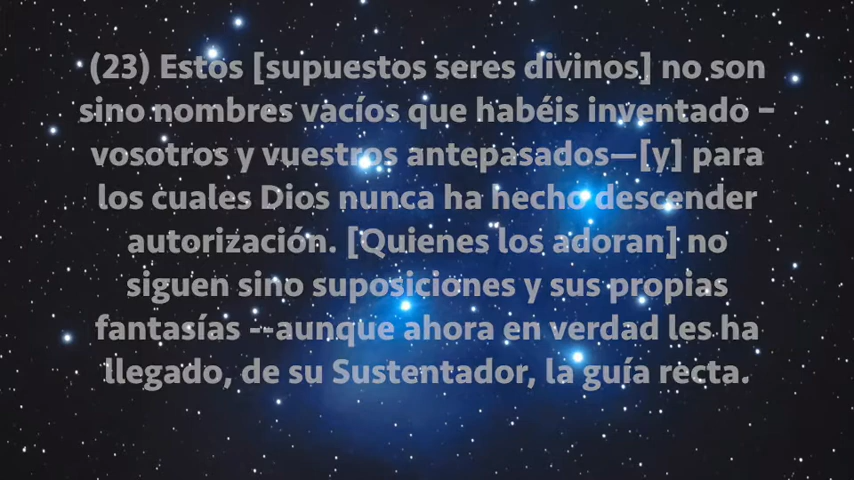 (23) Estos [supuestos seres divinos] no son
sino nombres vacíos que habéis inventado –
vosotros y vuestros antepasados—[y] para
los cuales Dios nunca ha hecho descender
autorización. [Quienes los adoran] no
siguen sino suposiciones y sus propias
fantasías --aunque ahora en verdad les ha
llegado, de su Sustentador, la guía recta.